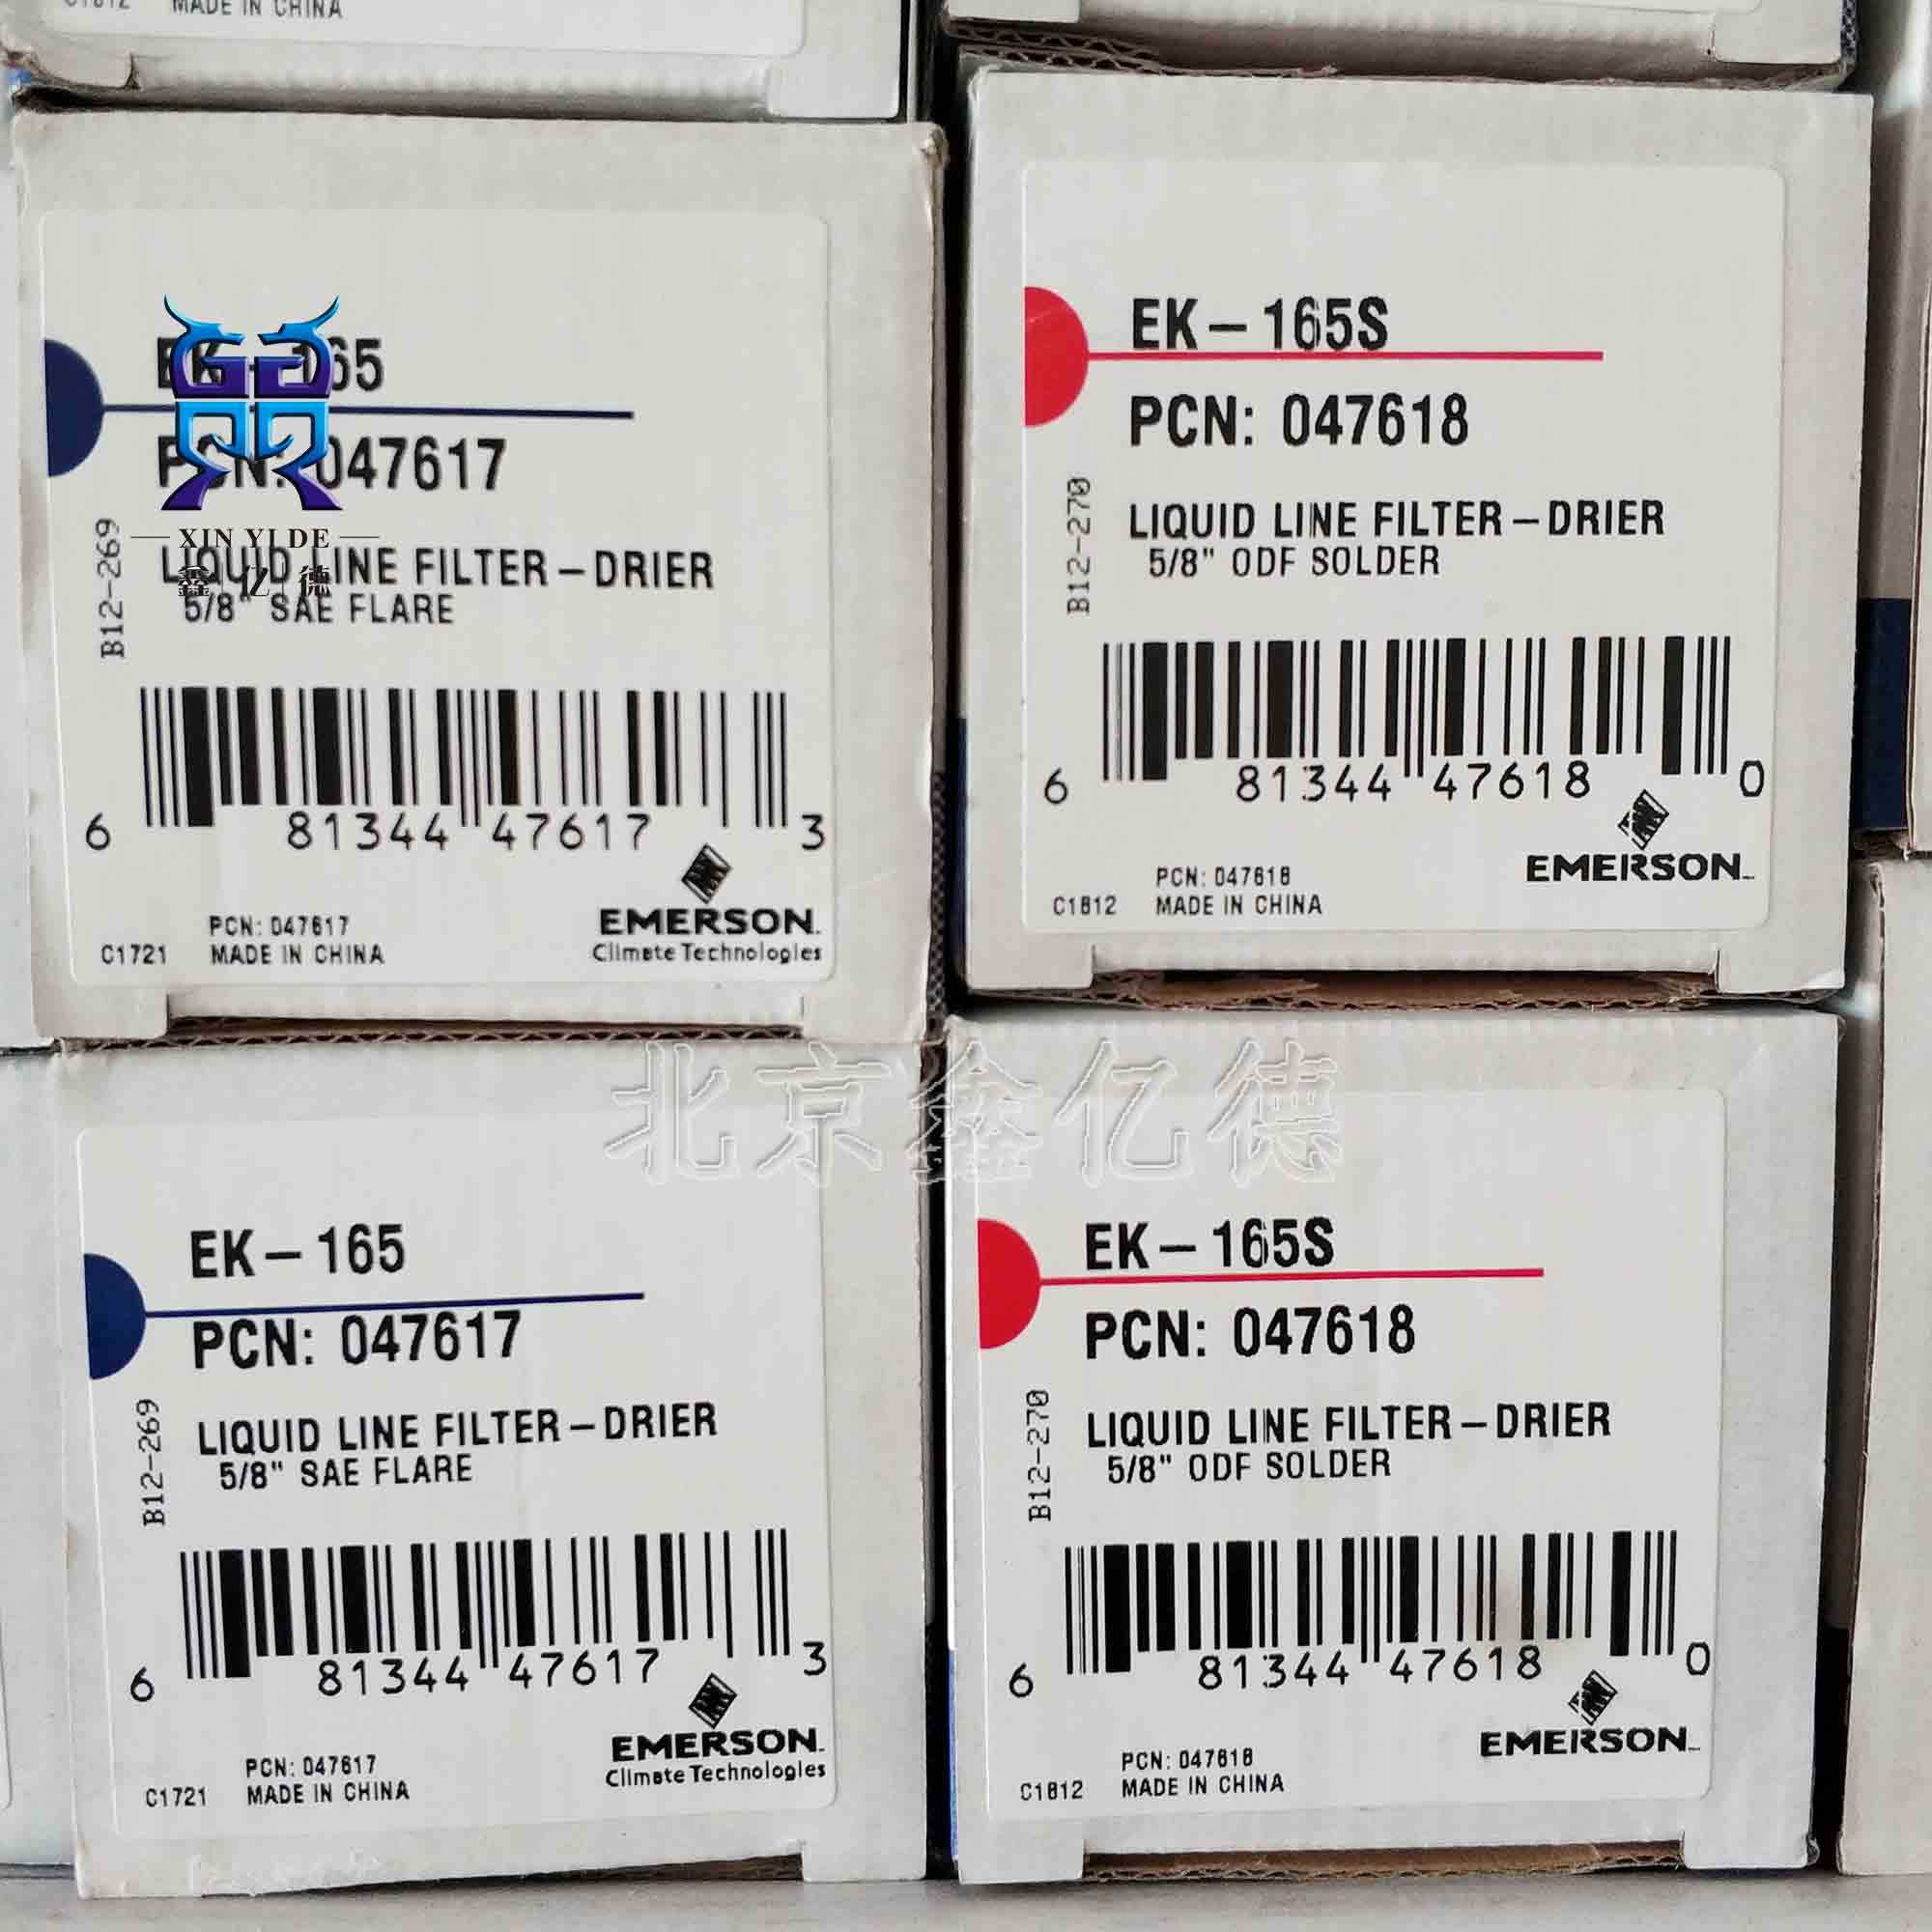 MADE IN CHINA
EK-165
PCN: 047617
XIN YI DE
鑫亿德
LIQUID LINE FILTER-DRIER
5/8" SAE FLARE
B12-269
6 81344 47617 3
PCN: 047617
C1721 MADE IN CHINA
EMERSON
Climate Technologies
EK-165S
PCN: 047618
LIQUID LINE FILTER-DRIER
5/8" ODF SOLDER
B12-270
6 81344 47618 0
PCN: 047618
C1812 MADE IN CHINA
EMERSON
北京鑫亿德
EK-165
PCN: 047617
LIQUID LINE FILTER-DRIER
5/8" SAE FLARE
B12-269
6 81344 47617 3
PCN: 047617
C1721 MADE IN CHINA
EMERSON
Climate Technologies
EK-165S
PCN: 047618
LIQUID LINE FILTER-DRIER
5/8" ODF SOLDER
B12-270
6 81344 47618 0
PCN: 047618
C1812 MADE IN CHINA
EMERSON